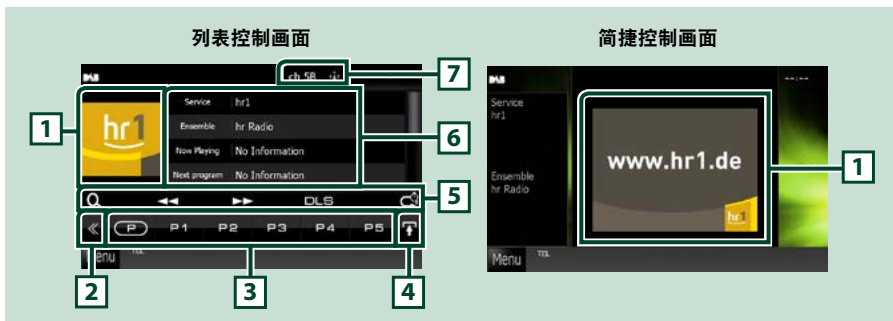 列表控制画面
简捷控制画面
DAB
ch 5B
7
1
hr1
Service hr1
Ensemble hr Radio
Now Playing No Information
Next program No Information
6
DLS
5
P P1 P2 P3 P4 P5
Menu TEL
2
3
4
DAB
--:--
Service
hr1
Ensemble
hr Radio
www.hr1.de
hr1
1
Menu TEL